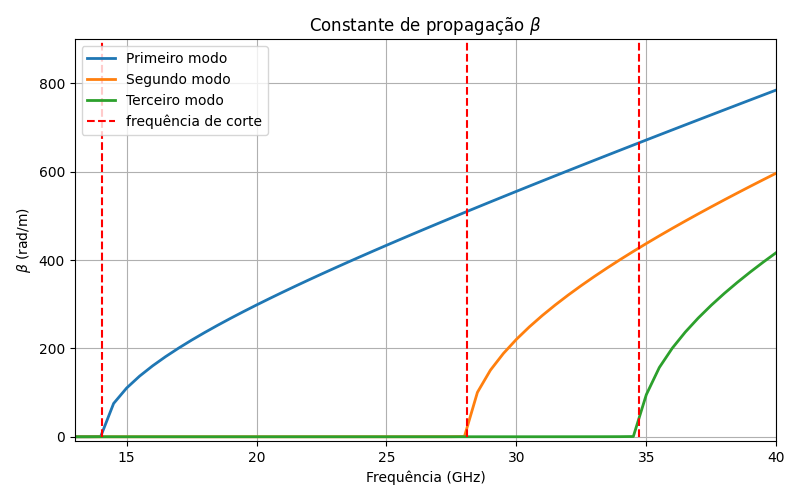 Constante de propagação β
Primeiro modo
Segundo modo
Terceiro modo
frequência de corte
β (rad/m)
800
600
400
200
0
15 20 25 30 35 40
Frequência (GHz)